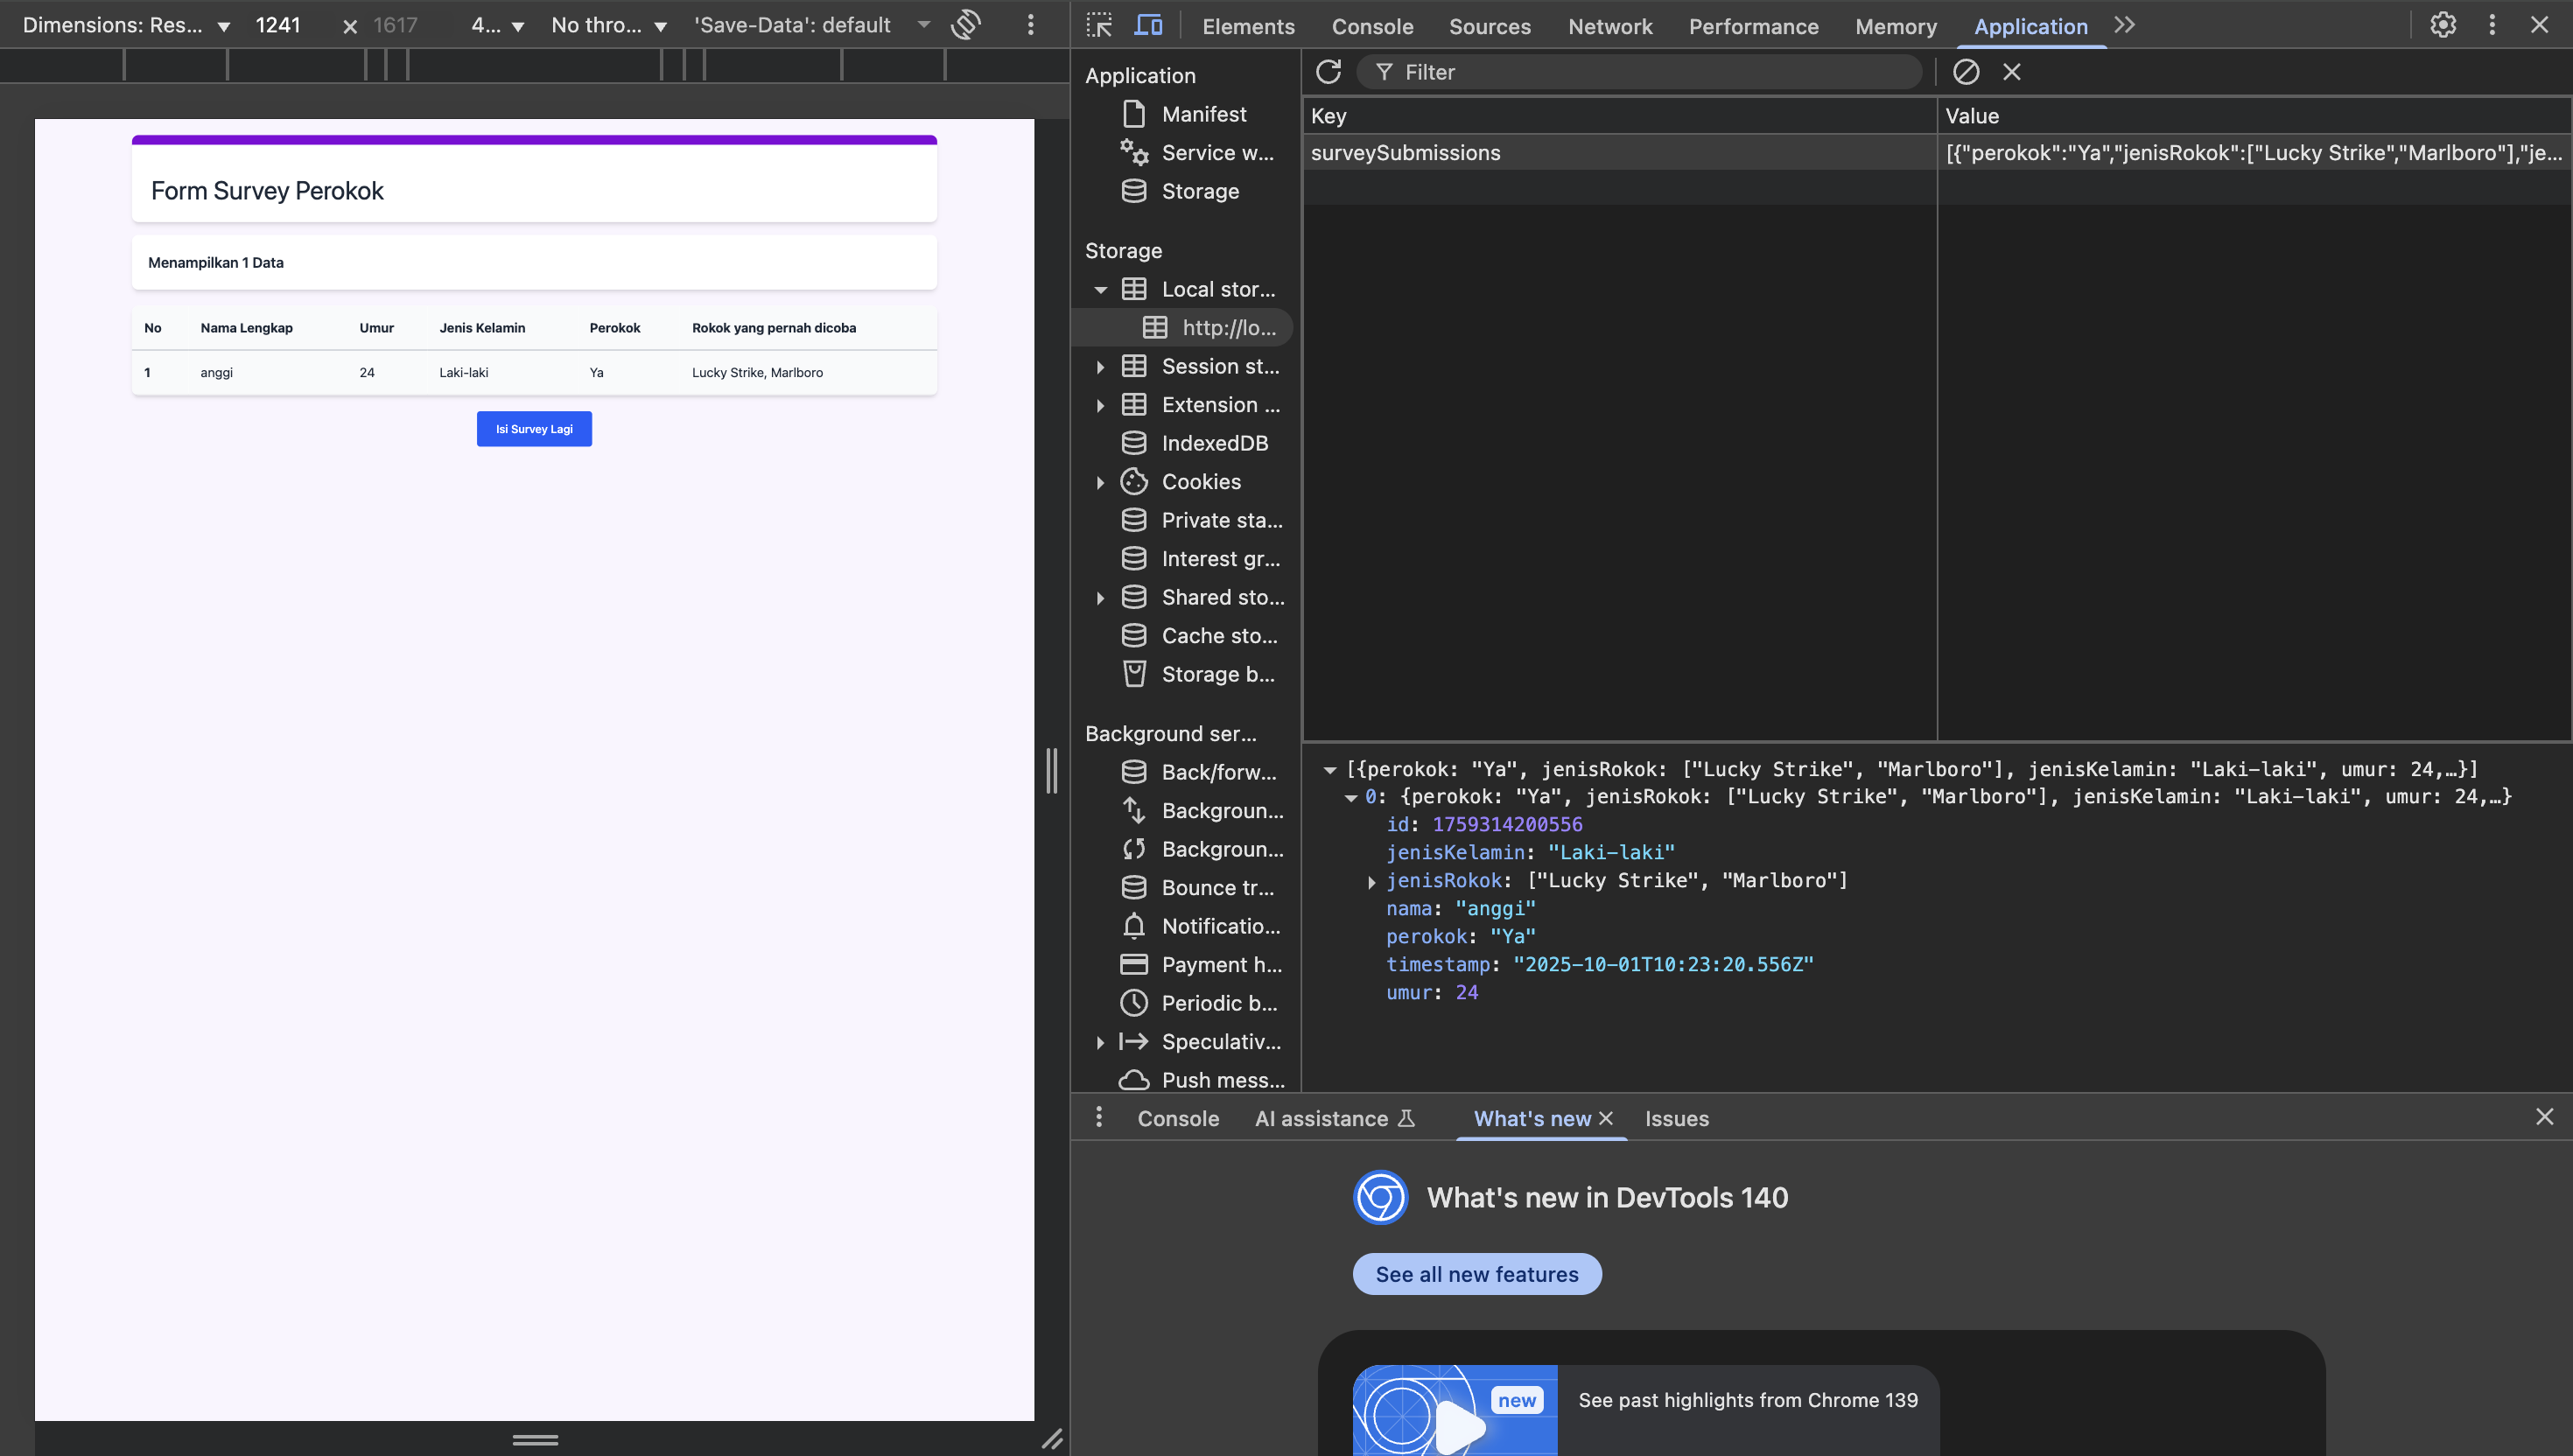 Dimensions: Res... 1241 × 1617 4... No thro... 'Save-Data': default
Elements Console Sources Network Performance Memory Application
Form Survey Perokok
Menampilkan 1 Data
No Nama Lengkap Umur Jenis Kelamin Perokok Rokok yang pernah dicoba
1 anggi 24 Laki-laki Ya Lucky Strike, Marlboro
Isi Survey Lagi
Application
Manifest
Service w...
Storage
Storage
Local stor...
http://lo...
Session st...
Extension ...
IndexedDB
Cookies
Private sta...
Interest gr...
Shared sto...
Cache sto...
Storage b...
Background ser...
Back/forw...
Backgroun...
Backgroun...
Bounce tr...
Notificatio...
Payment h...
Periodic b...
Speculativ...
Push mess...
Filter
Key Value
surveySubmissions [{"perokok":"Ya","jenisRokok":["Lucky Strike","Marlboro"],"je...
[{perokok: "Ya", jenisRokok: ["Lucky Strike", "Marlboro"], jenisKelamin: "Laki-laki", umur: 24,…}]
0: {perokok: "Ya", jenisRokok: ["Lucky Strike", "Marlboro"], jenisKelamin: "Laki-laki", umur: 24,…}
id: 1759314200556
jenisKelamin: "Laki-laki"
jenisRokok: ["Lucky Strike", "Marlboro"]
nama: "anggi"
perokok: "Ya"
timestamp: "2025-10-01T10:23:20.556Z"
umur: 24
Console AI assistance What's new Issues
What's new in DevTools 140
See all new features
new
See past highlights from Chrome 139